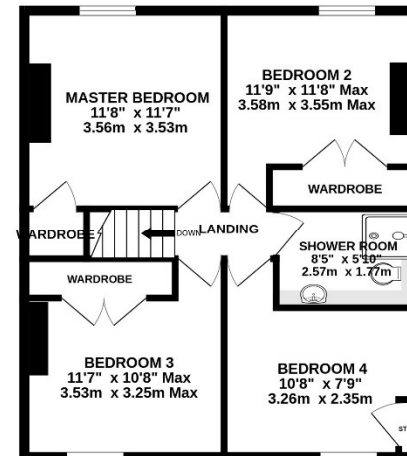 MASTER BEDROOM
11'8" x 11'7"
3.56m x 3.53m
BEDROOM 2
11'9" x 11'8" Max
3.58m x 3.55m Max
WARDROBE
WARDROBE
DOWN
LANDING
SHOWER ROOM
8'5" x 5'10"
2.57m x 1.77m
WARDROBE
BEDROOM 3
11'7" x 10'8" Max
3.53m x 3.25m Max
BEDROOM 4
10'8" x 7'9"
3.26m x 2.35m
ST